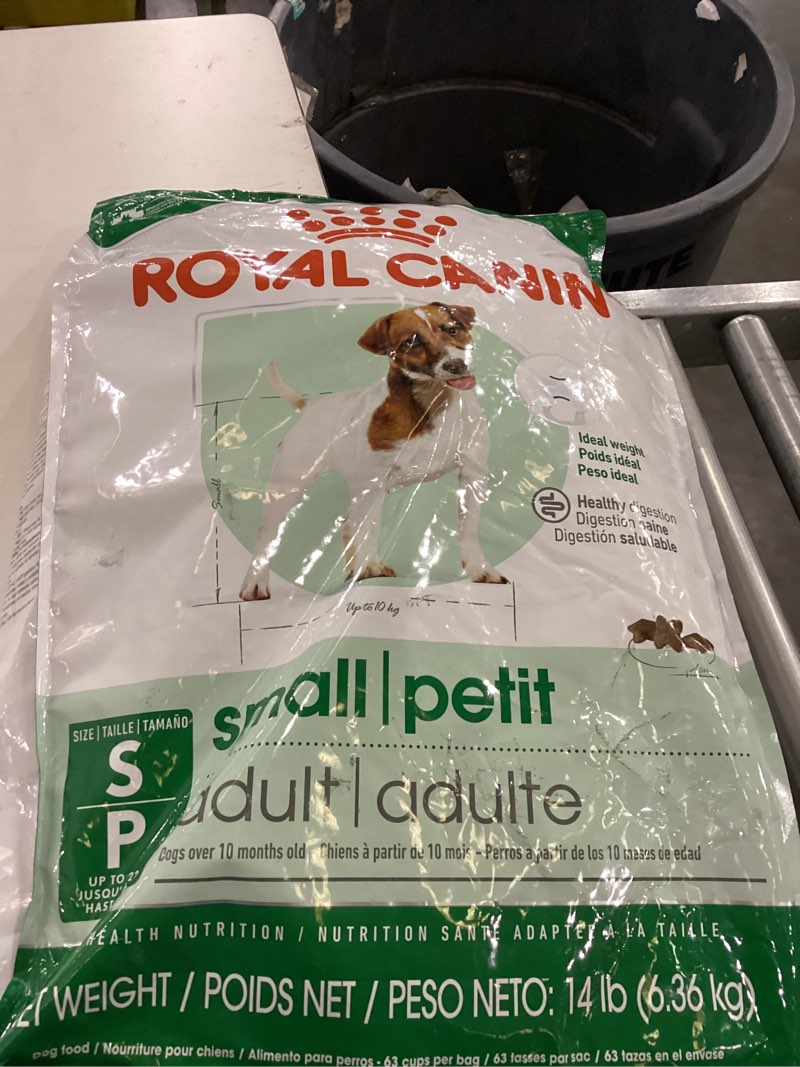 ROYAL CANIN
Ideal weight
Poids idéal
Peso ideal
Healthy digestion
Digestion saine
Digestión saludable
Small
Up to 10 kg
small | petit
SIZE | TAILLE | TAMAÑO
S
P
UP TO
adult | adulte
Dogs over 10 months old - Chiens à partir de 10 mois - Perros a partir de los 10 meses de edad
HEALTH NUTRITION / NUTRITION SANTÉ ADAPTÉE À LA TAILLE
WEIGHT / POIDS NET / PESO NETO: 14 lb (6.36 kg)
Dog food / Nourriture pour chiens / Alimento para perros - 63 cups per bag / 63 tasses par sac / 63 tazas en el envase